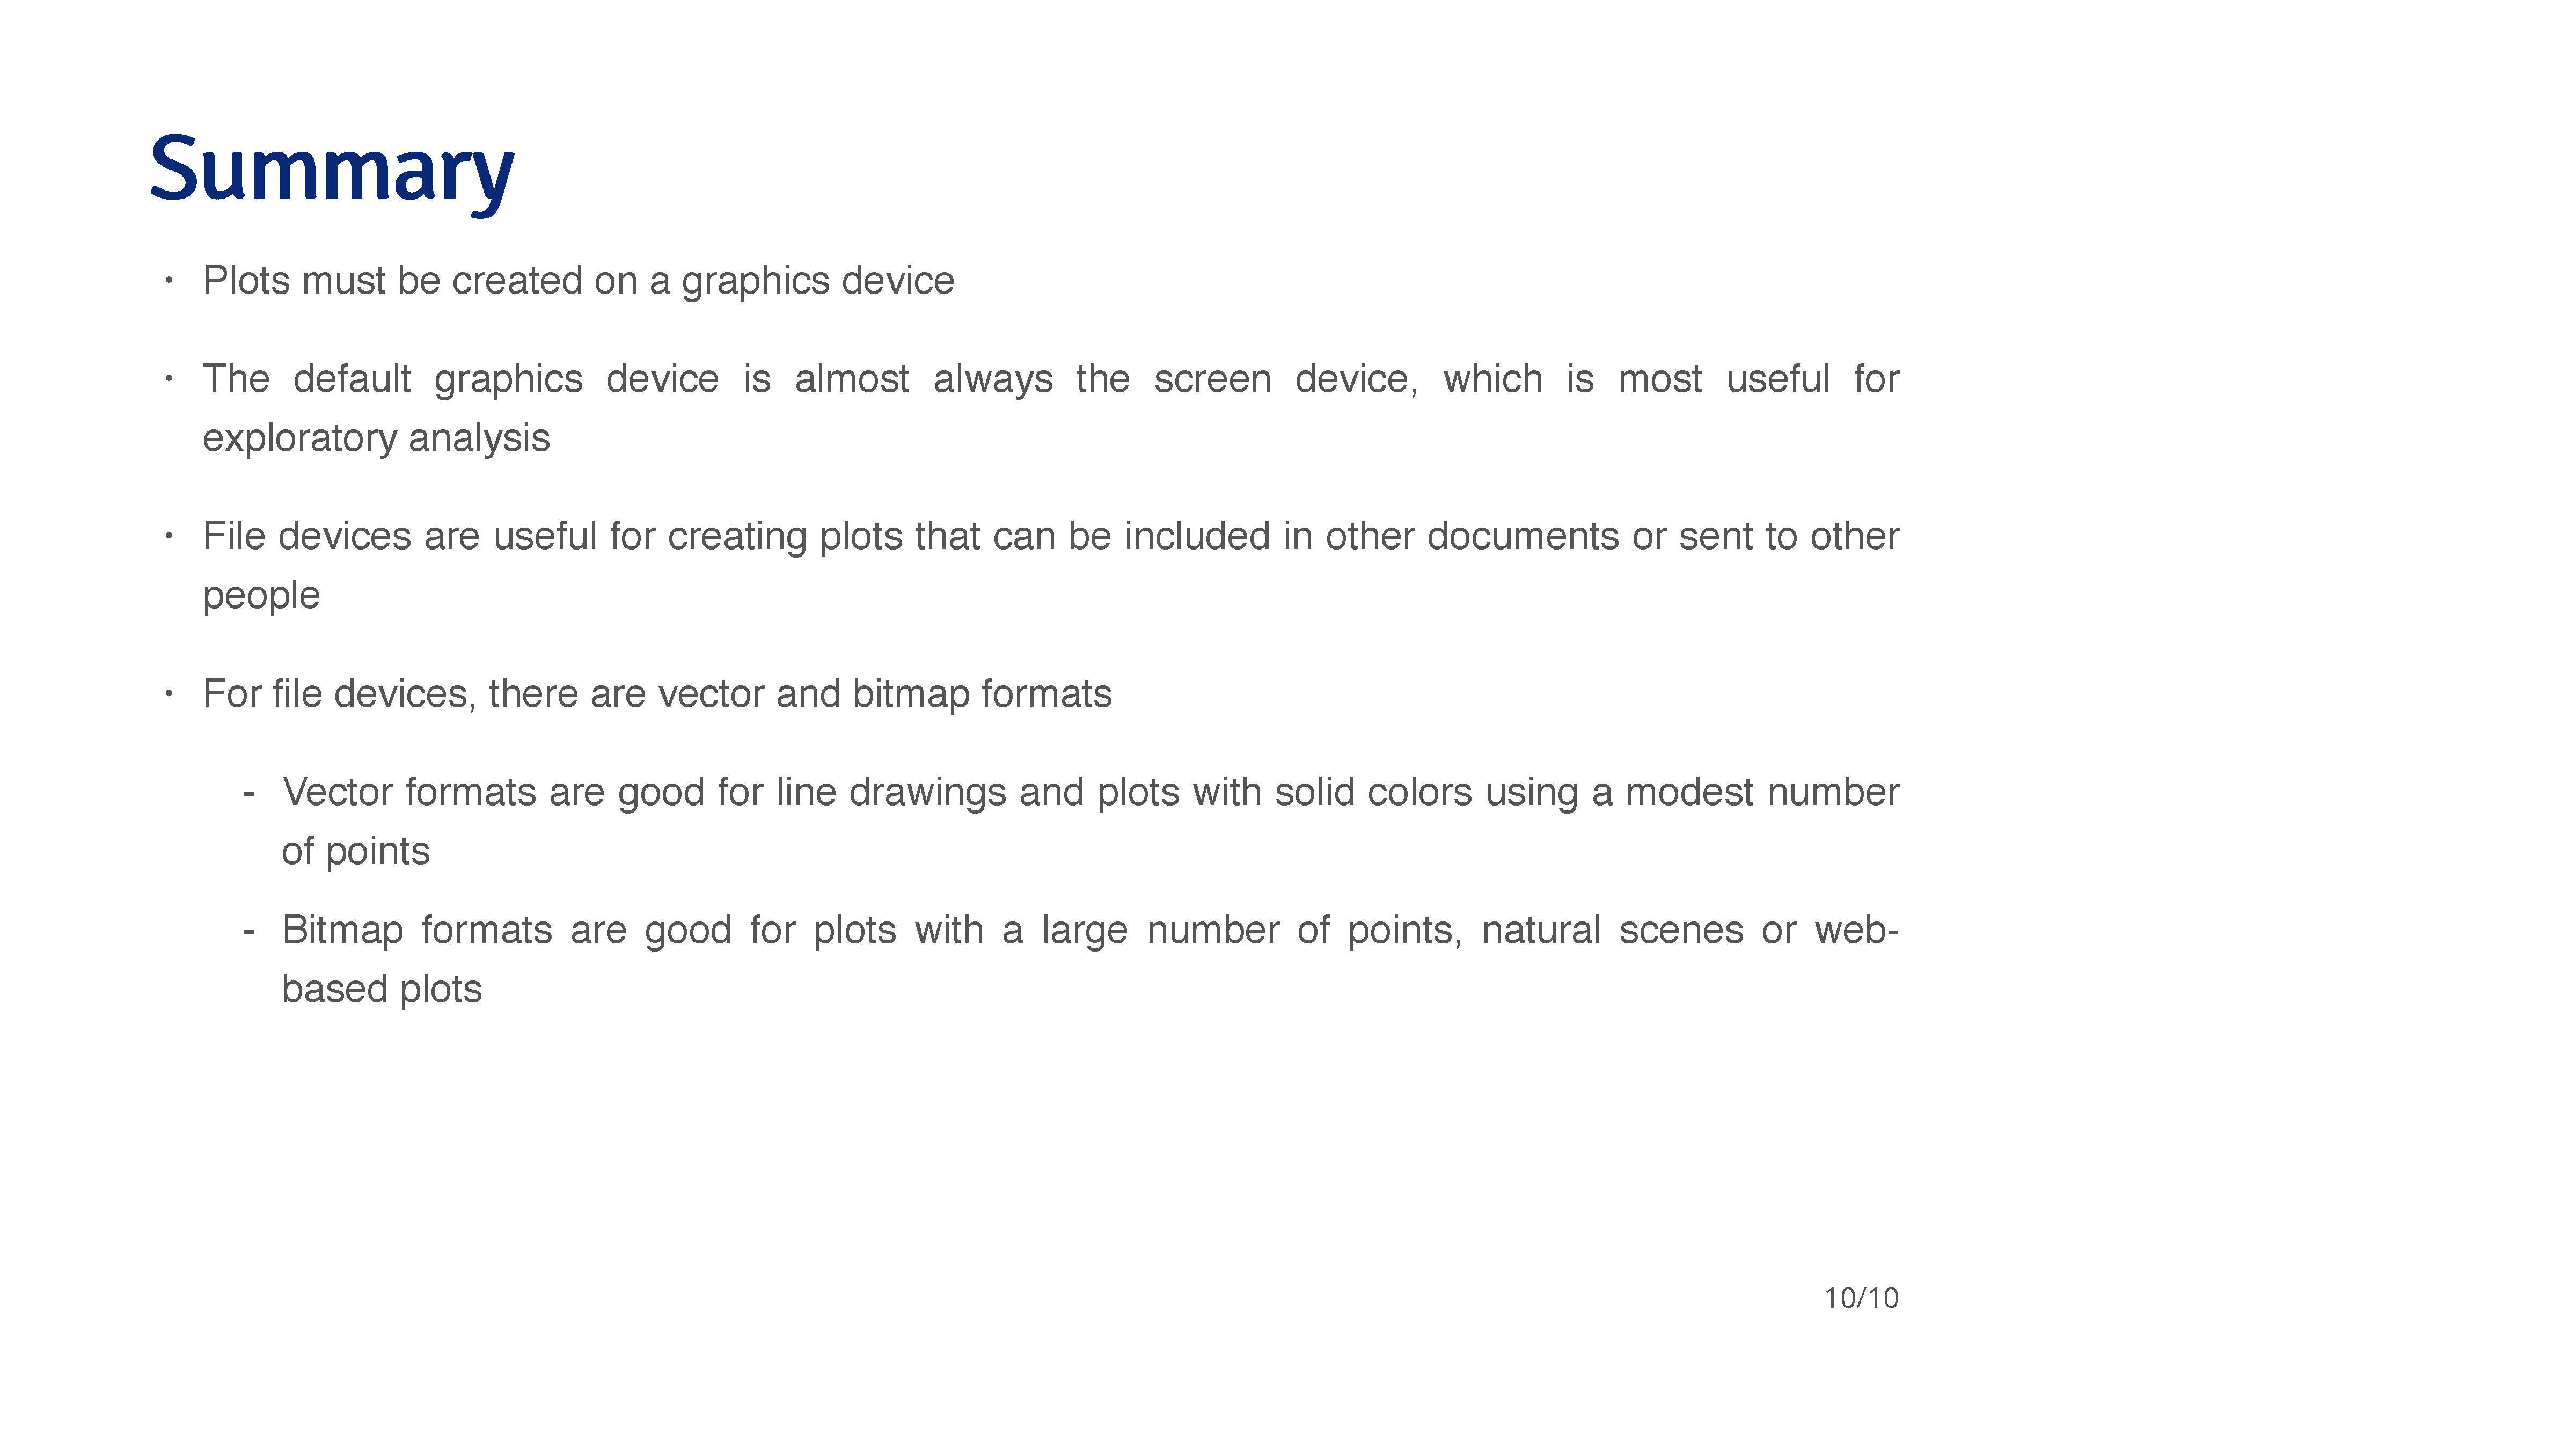 Summary
• Plots must be created on a graphics device
• The default graphics device is almost always the screen device, which is most useful for
exploratory analysis
• File devices are useful for creating plots that can be included in other documents or sent to other
people
• For file devices, there are vector and bitmap formats
- Vector formats are good for line drawings and plots with solid colors using a modest number
of points
- Bitmap formats are good for plots with a large number of points, natural scenes or web-
based plots
10/10